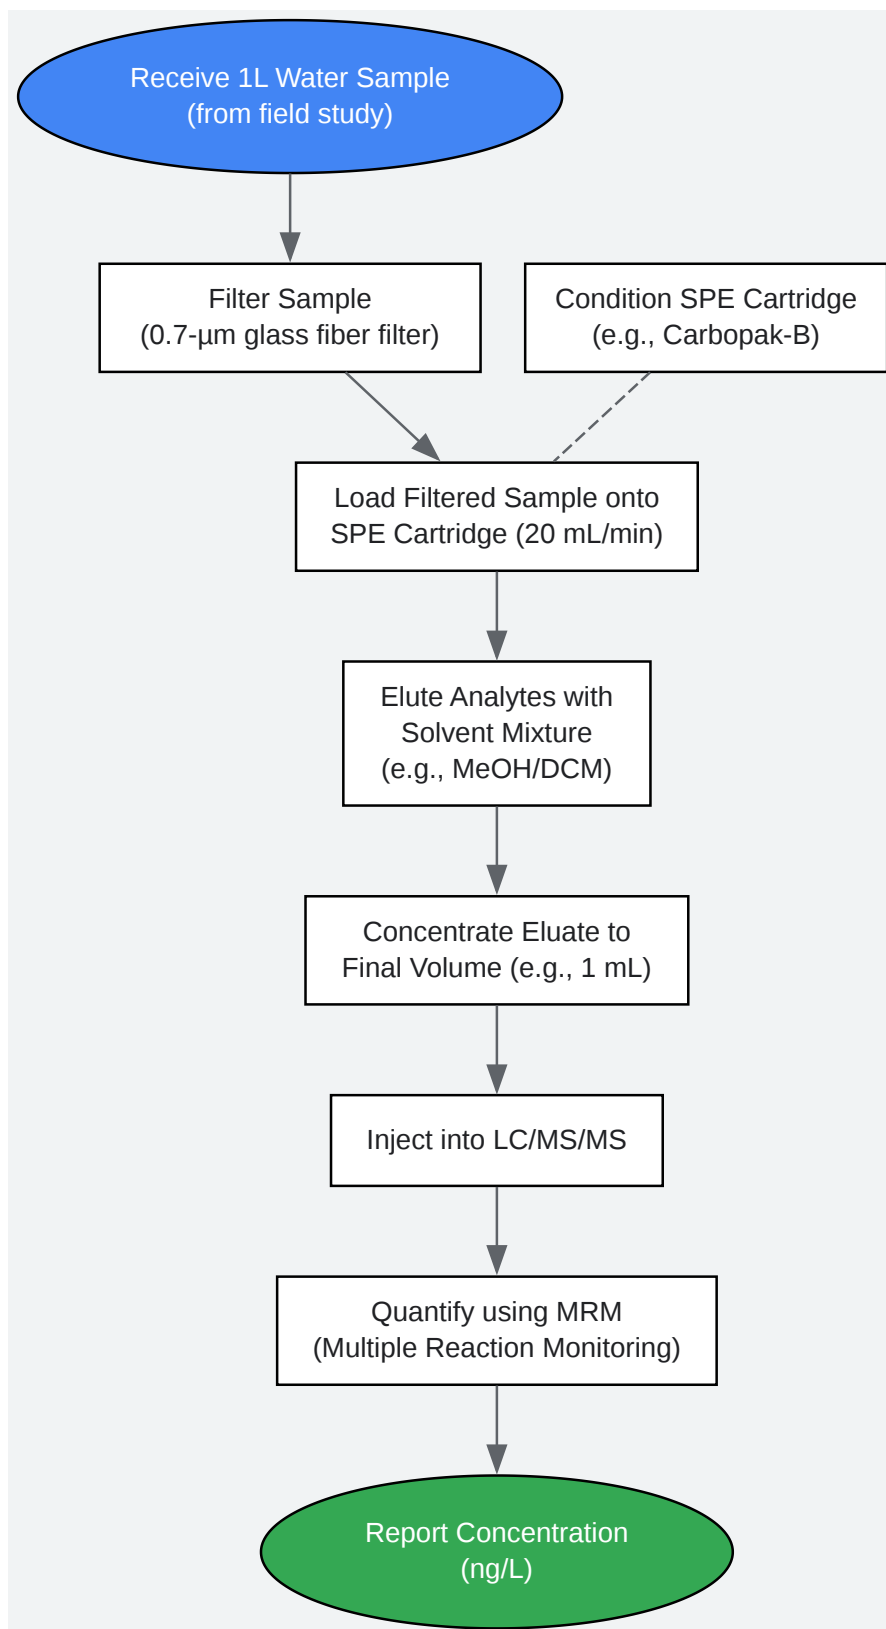 Receive 1L Water Sample
(from field study)
Filter Sample
(0.7-µm glass fiber filter)
Condition SPE Cartridge
(e.g., Carbopak-B)
Load Filtered Sample onto
SPE Cartridge (20 mL/min)
Elute Analytes with
Solvent Mixture
(e.g., MeOH/DCM)
Concentrate Eluate to
Final Volume (e.g., 1 mL)
Inject into LC/MS/MS
Quantify using MRM
(Multiple Reaction Monitoring)
Report Concentration
(ng/L)